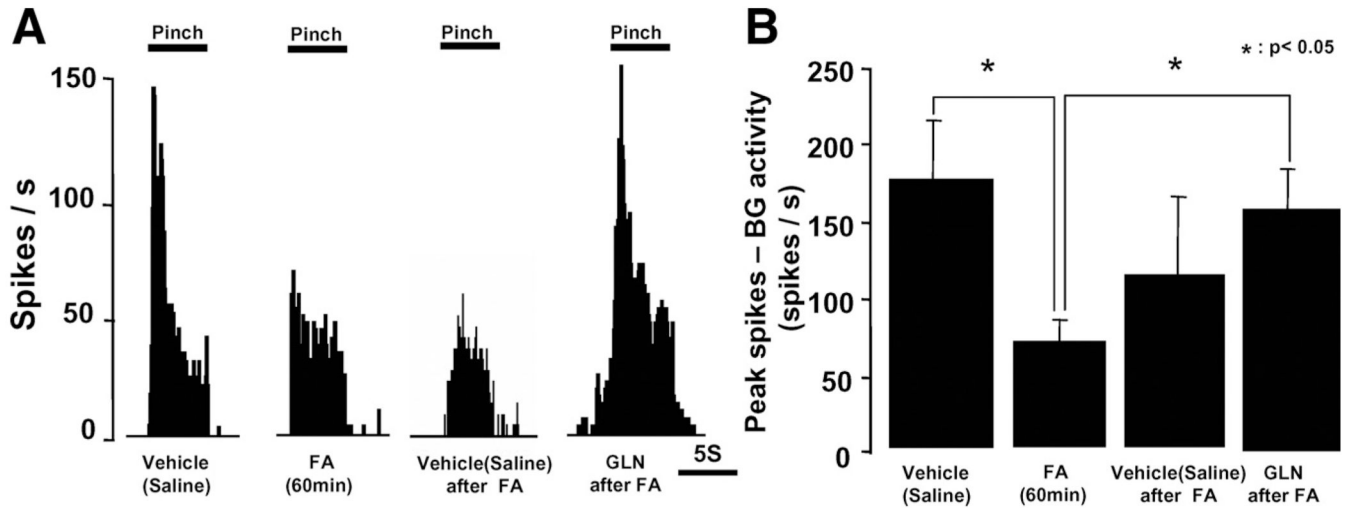 A
Pinch
Pinch
Pinch
Pinch
Spikes / s
150
100
50
0
Vehicle
(Saline)
FA
(60min)
Vehicle(Saline)
after FA
GLN
after FA
5S
B
* : p< 0.05
*
*
Peak spikes – BG activity
(spikes / s)
250
200
150
100
50
0
Vehicle
(Saline)
FA
(60min)
Vehicle(Saline)
after FA
GLN
after FA